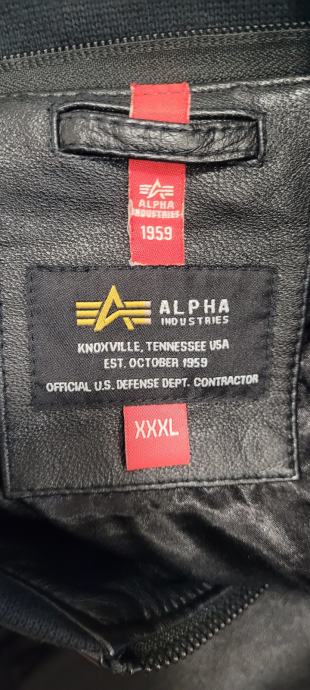 ALPHA
INDUSTRIES
1959
ALPHA
INDUSTRIES
KNOXVILLE, TENNESSEE USA
EST. OCTOBER 1959
OFFICIAL U.S. DEFENSE DEPT. CONTRACTOR
XXXL